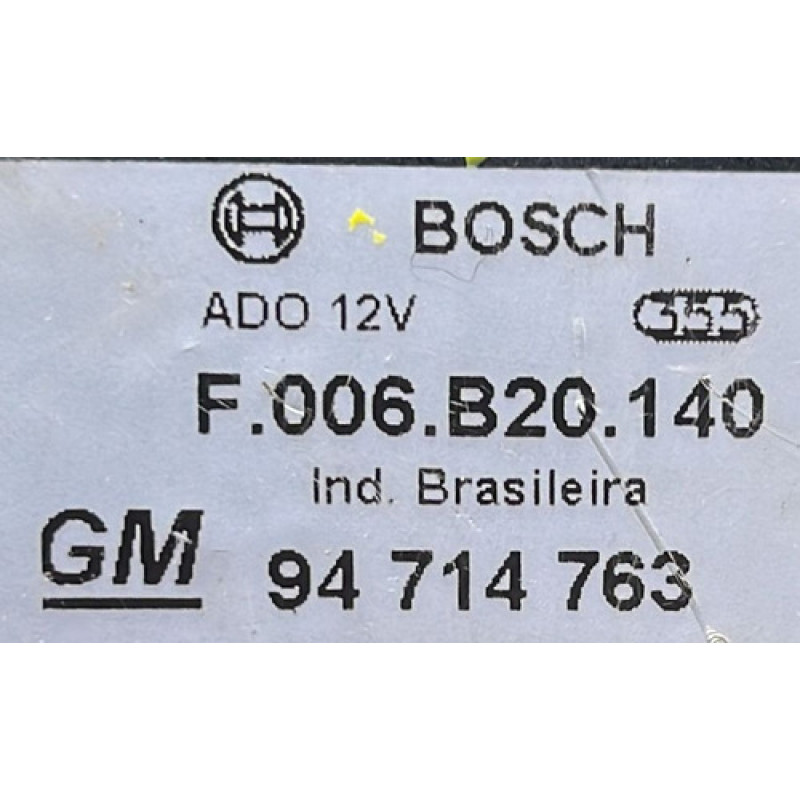 BOSCH
ADO 12V
F.006.B20.140
Ind. Brasileira
GM 94 714 763